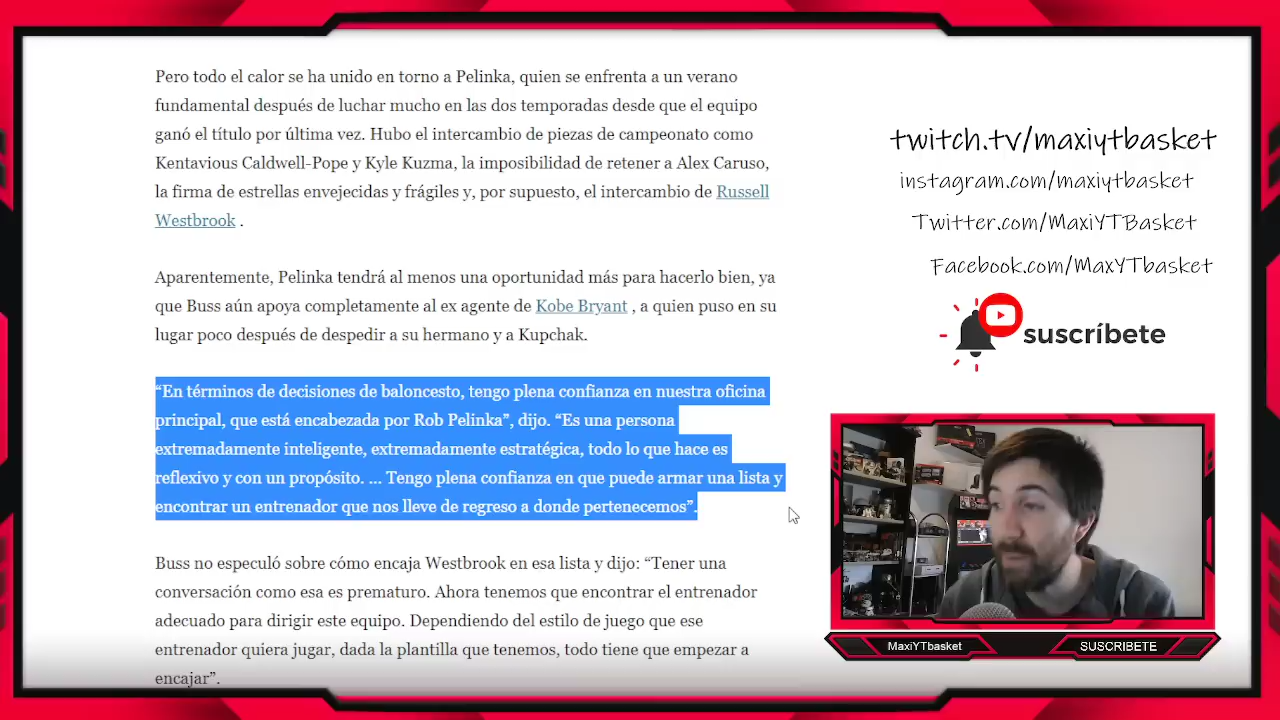 Pero todo el calor se ha unido en torno a Pelinka, quien se enfrenta a un verano
fundamental después de luchar mucho en las dos temporadas desde que el equipo
ganó el título por última vez. Hubo el intercambio de piezas de campeonato como
Kentavious Caldwell-Pope y Kyle Kuzma, la imposibilidad de retener a Alex Caruso,
la firma de estrellas envejecidas y frágiles y, por supuesto, el intercambio de Russell
Westbrook .
Aparentemente, Pelinka tendrá al menos una oportunidad más para hacerlo bien, ya
que Buss aún apoya completamente al ex agente de Kobe Bryant , a quien puso en su
lugar poco después de despedir a su hermano y a Kupchak.
“En términos de decisiones de baloncesto, tengo plena confianza en nuestra oficina
principal, que está encabezada por Rob Pelinka”, dijo. “Es una persona
extremadamente inteligente, extremadamente estratégica, todo lo que hace es
reflexivo y con un propósito. ... Tengo plena confianza en que puede armar una lista y
encontrar un entrenador que nos lleve de regreso a donde pertenecemos”.
Buss no especuló sobre cómo encaja Westbrook en esa lista y dijo: “Tener una
conversación como esa es prematuro. Ahora tenemos que encontrar el entrenador
adecuado para dirigir este equipo. Dependiendo del estilo de juego que ese
entrenador quiera jugar, dada la plantilla que tenemos, todo tiene que empezar a
encajar”.
twitch.tv/maxiytbasket
instagram.com/maxiytbasket
Twitter.com/MaxiYTBasket
Facebook.com/MaxYTbasket
suscríbete
MaxiYTbasket
SUSCRIBETE